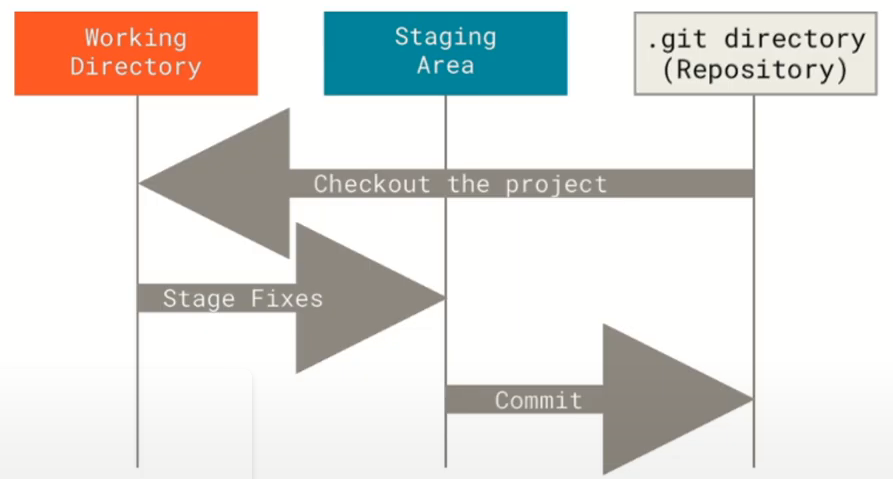 Working
Directory
Staging
Area
.git directory
(Repository)
Checkout the project
Stage Fixes
Commit